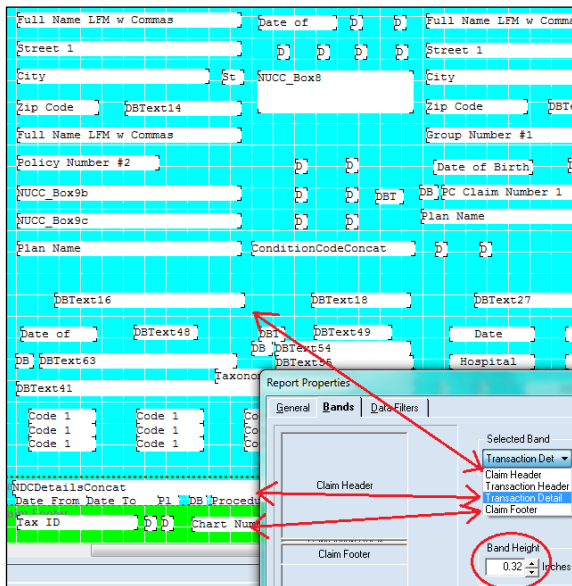 Full Name LFM w Commas Date of D D Full Name LFM w Comma
Street 1 D D D D Street 1
City St NUCC_Box8 City
Zip Code DBText14 Zip Code DBTe
Full Name LFM w Commas Group Number #1
Policy Number #2 D D Date of Birth
NUCC_Box9b D D DBT DB PC Claim Number 1
NUCC_Box9c D D Plan Name
Plan Name ConditionCodeConcat D D
DBText16 DBText18 DBText27
Date of DBText48 DBT DBText49 Date
DB DBText63 DB DBText54 Hospital
DBText55
Taxono
DBText41
Code 1 Code 1 Co
Code 1 Code 1 Co
Code 1 Code 1 Co
NDCDetailsConcat
Date From Date To Pl DB Procedu
Tax ID D D Chart Num
Report Properties
General Bands Data Filters
Selected Band
Transaction Det
Claim Header
Transaction Header
Transaction Detail
Claim Footer
Claim Header
Claim Footer
Band Height
0.32 Inches